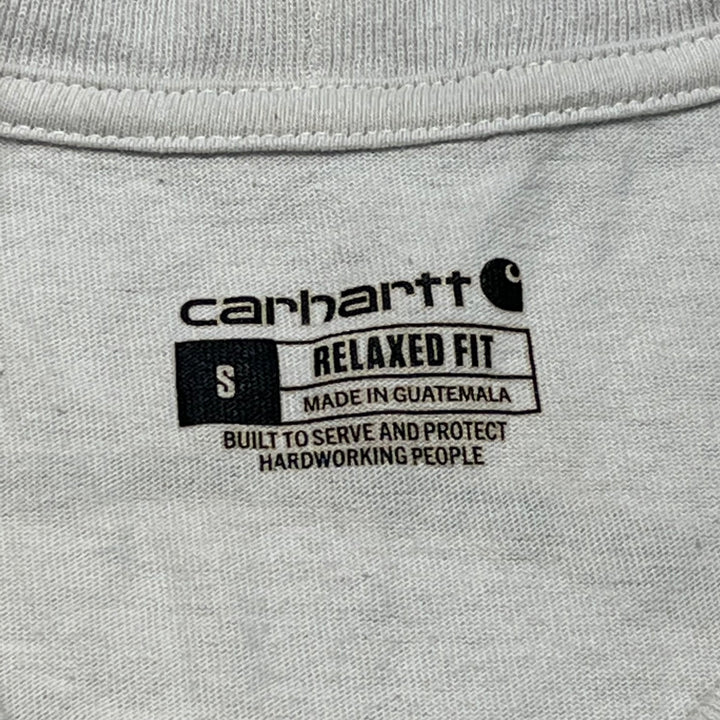 carhartt
S
RELAXED FIT
MADE IN GUATEMALA
BUILT TO SERVE AND PROTECT
HARDWORKING PEOPLE